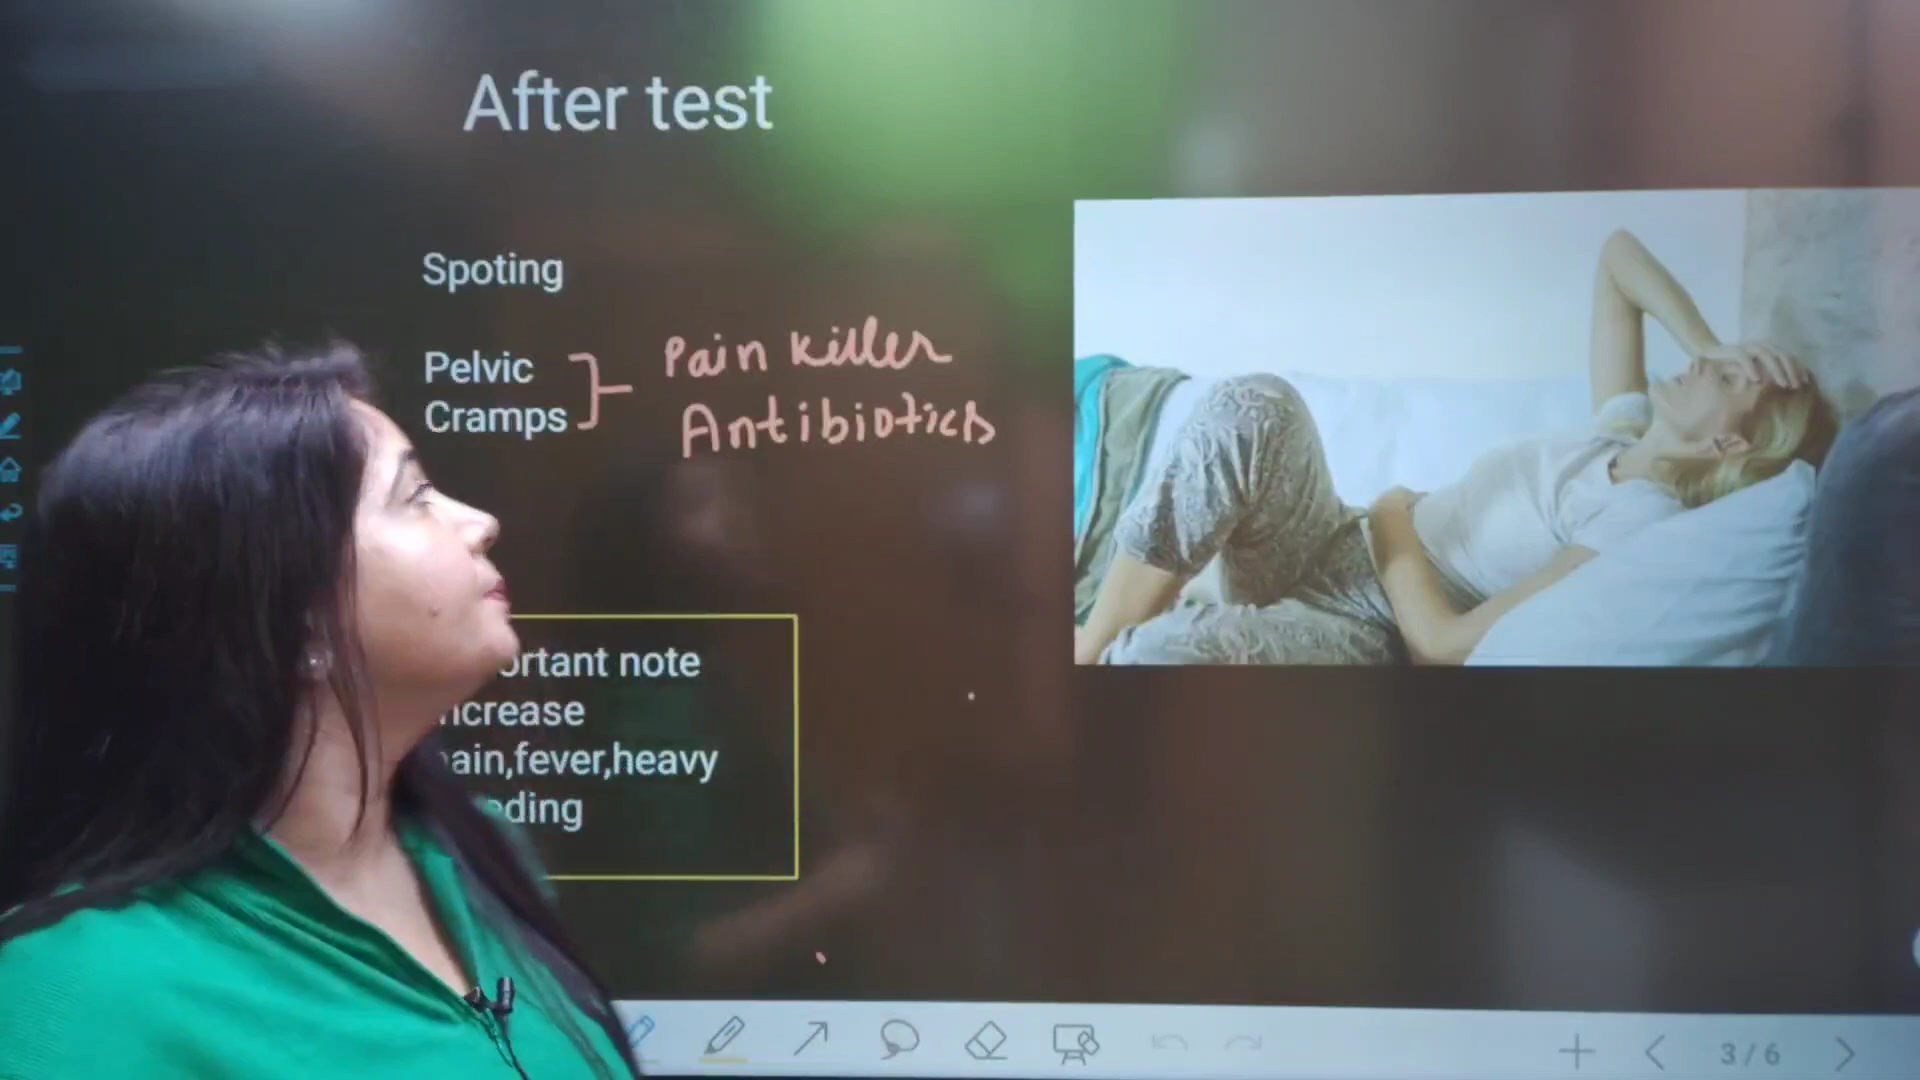 After test
Spoting
Pelvic
Cramps
Pain killer
Antibiotics
ortant note
ncrease
ain,fever,heavy
ding
3/6